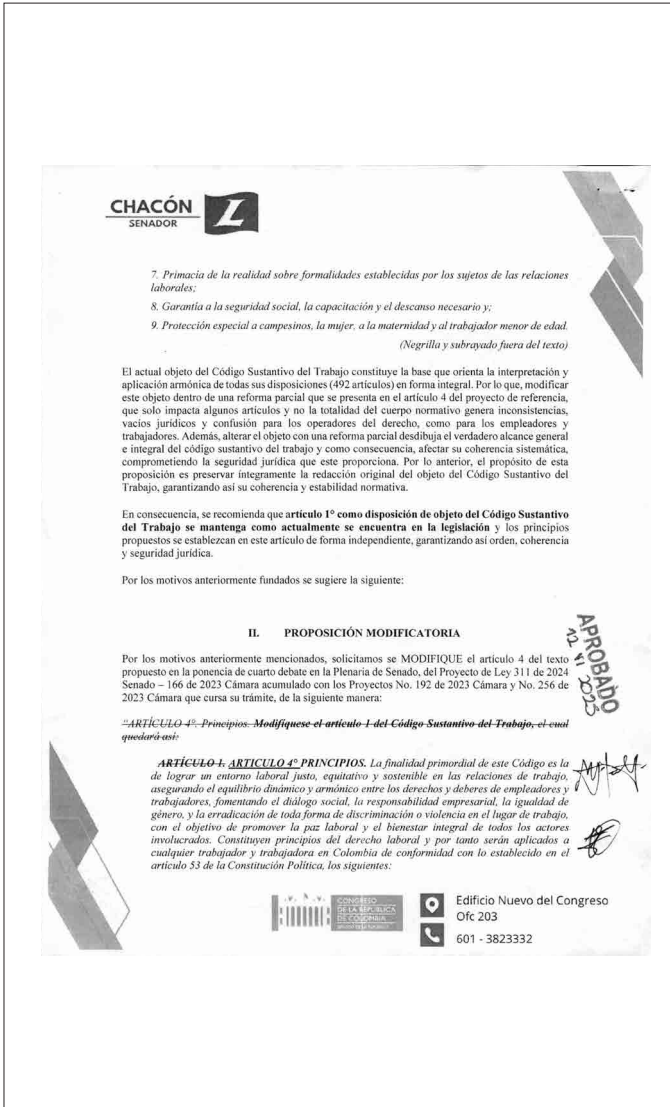 CHACÓN
SENADOR
L
7. Primacía de la realidad sobre formalidades establecidas por los sujetos de las relaciones
laborales;
8. Garantía a la seguridad social, la capacitación y el descanso necesario y;
9. Protección especial a campesinos, la mujer, a la maternidad y al trabajador menor de edad.
(Negrilla y subrayado fuera del texto)
El actual objeto del Código Sustantivo del Trabajo constituye la base que orienta la interpretación y
aplicación armónica de todas sus disposiciones (492 artículos) en forma integral. Por lo que, modificar
este objeto dentro de una reforma parcial que se presenta en el artículo 4 del proyecto de referencia,
que solo impacta algunos artículos y no la totalidad del cuerpo normativo genera inconsistencias,
vacíos jurídicos y confusión para los operadores del derecho, como para los empleadores y
trabajadores. Además, alterar el objeto con una reforma parcial desdibuja el verdadero alcance general
e integral del código sustantivo del trabajo y como consecuencia, afectar su coherencia sistemática,
comprometiendo la seguridad jurídica que este proporciona. Por lo anterior, el propósito de esta
proposición es preservar íntegramente la redacción original del objeto del Código Sustantivo del
Trabajo, garantizando así su coherencia y estabilidad normativa.
En consecuencia, se recomienda que artículo 1° como disposición de objeto del Código Sustantivo
del Trabajo se mantenga como actualmente se encuentra en la legislación y los principios
propuestos se establezcan en este artículo de forma independiente, garantizando así orden, coherencia
y seguridad jurídica.
Por los motivos anteriormente fundados se sugiere la siguiente:
II. PROPOSICIÓN MODIFICATORIA
APROBADO
12 VI 2025
Por los motivos anteriormente mencionados, solicitamos se MODIFIQUE el artículo 4 del texto
propuesto en la ponencia de cuarto debate en la Plenaria de Senado, del Proyecto de Ley 311 de 2024
Senado – 166 de 2023 Cámara acumulado con los Proyectos No. 192 de 2023 Cámara y No. 256 de
2023 Cámara que cursa su trámite, de la siguiente manera:
"ARTÍCULO 4°. Principios. Modifíquese el artículo 1 del Código Sustantivo del Trabajo, el cual
quedará así:
ARTÍCULO 1. ARTICULO 4° PRINCIPIOS. La finalidad primordial de este Código es la
de lograr un entorno laboral justo, equitativo y sostenible en las relaciones de trabajo,
asegurando el equilibrio dinámico y armónico entre los derechos y deberes de empleadores y
trabajadores, fomentando el diálogo social, la responsabilidad empresarial, la igualdad de
género, y la erradicación de toda forma de discriminación o violencia en el lugar de trabajo,
con el objetivo de promover la paz laboral y el bienestar integral de todos los actores
involucrados. Constituyen principios del derecho laboral y por tanto serán aplicados a
cualquier trabajador y trabajadora en Colombia de conformidad con lo establecido en el
artículo 53 de la Constitución Política, los siguientes:
CONGRESO
DE LA REPÚBLICA
DE COLOMBIA
Edificio Nuevo del Congreso
Ofc 203
601 - 3823332